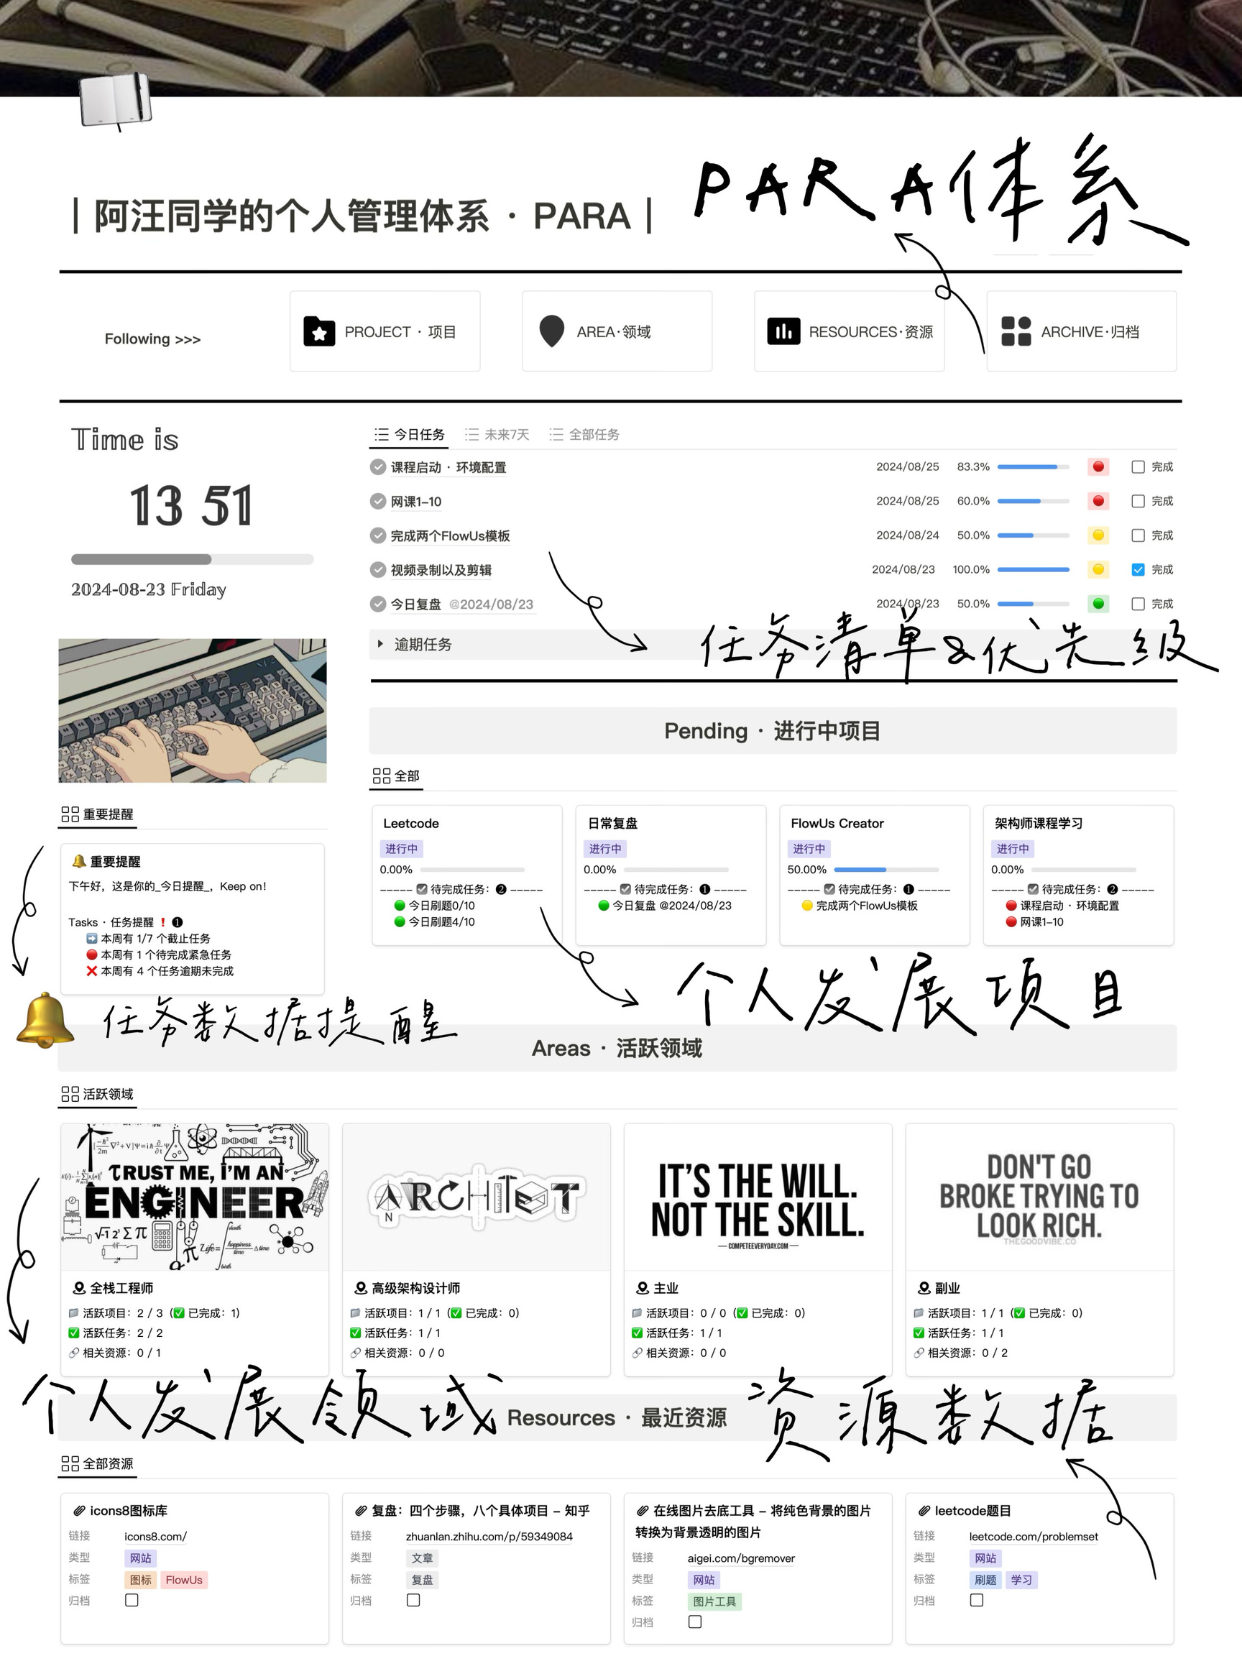 ｜阿汪同学的个人管理体系 · PARA｜
PARA体系
Following >>>
PROJECT · 项目
AREA·领域
RESOURCES·资源
ARCHIVE·归档
Time is
13 51
2024-08-23 Friday
今日任务 未来7天 全部任务
课程启动 · 环境配置 2024/08/25 83.3% 完成
网课1-10 2024/08/25 60.0% 完成
完成两个FlowUs模板 2024/08/24 50.0% 完成
视频录制以及剪辑 2024/08/23 100.0% 完成
今日复盘 @2024/08/23 2024/08/23 50.0% 完成
逾期任务
任务清单&优先级
Pending · 进行中项目
全部
Leetcode
进行中
0.00%
----- ☑ 待完成任务：❷ -----
今日刷题0/10
今日刷题4/10
日常复盘
进行中
0.00%
----- ☑ 待完成任务：❶ -----
今日复盘 @2024/08/23
FlowUs Creator
进行中
50.00%
----- ☑ 待完成任务：❶ -----
完成两个FlowUs模板
架构师课程学习
进行中
0.00%
----- ☑ 待完成任务：❷ -----
课程启动 · 环境配置
网课1-10
个人发展项目
重要提醒
🔔 重要提醒
下午好，这是你的_今日提醒_，Keep on!
Tasks · 任务提醒 ❗ ❶
➡️ 本周有 1/7 个截止任务
🔴 本周有 1 个待完成紧急任务
❌ 本周有 4 个任务逾期未完成
任务数据提醒
Areas · 活跃领域
活跃领域
TRUST ME, I'M AN
ENGINEER
全栈工程师
活跃项目：2 / 3（✅ 已完成：1）
✅ 活跃任务：2 / 2
相关资源：0 / 1
ARCHITECT
N
高级架构设计师
活跃项目：1 / 1（✅ 已完成：0）
✅ 活跃任务：1 / 1
相关资源：0 / 0
IT'S THE WILL.
NOT THE SKILL.
— COMPETEEVERYDAY.COM —
主业
活跃项目：0 / 0（✅ 已完成：0）
✅ 活跃任务：1 / 1
相关资源：0 / 0
DON'T GO
BROKE TRYING TO
LOOK RICH.
THEGOODVIBE.CO
副业
活跃项目：1 / 1（✅ 已完成：0）
✅ 活跃任务：1 / 1
相关资源：0 / 2
个人发展领域
Resources · 最近资源
资源数据
全部资源
icons8图标库
链接 icons8.com/
类型 网站
标签 图标 FlowUs
归档
复盘：四个步骤，八个具体项目 - 知乎
链接 zhuanlan.zhihu.com/p/59349084
类型 文章
标签 复盘
归档
在线图片去底工具 - 将纯色背景的图片
转换为背景透明的图片
链接 aigei.com/bgremover
类型 网站
标签 图片工具
归档
leetcode题目
链接 leetcode.com/problemset
类型 网站
标签 刷题 学习
归档